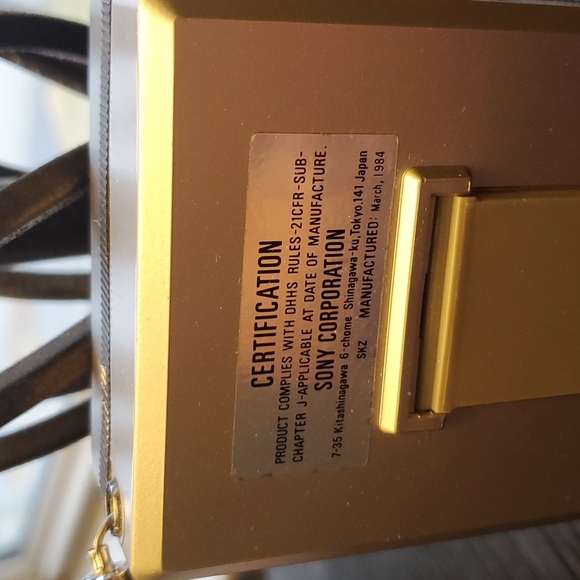 CERTIFICATION
PRODUCT COMPLIES WITH DHHS RULES-21CFR-SUB-
CHAPTER J-APPLICABLE AT DATE OF MANUFACTURE.
SONY CORPORATION
7-35 Kitashinagawa 6-chome Shinagawa-ku,Tokyo,141 Japan
SKZ MANUFACTURED: March, 1984